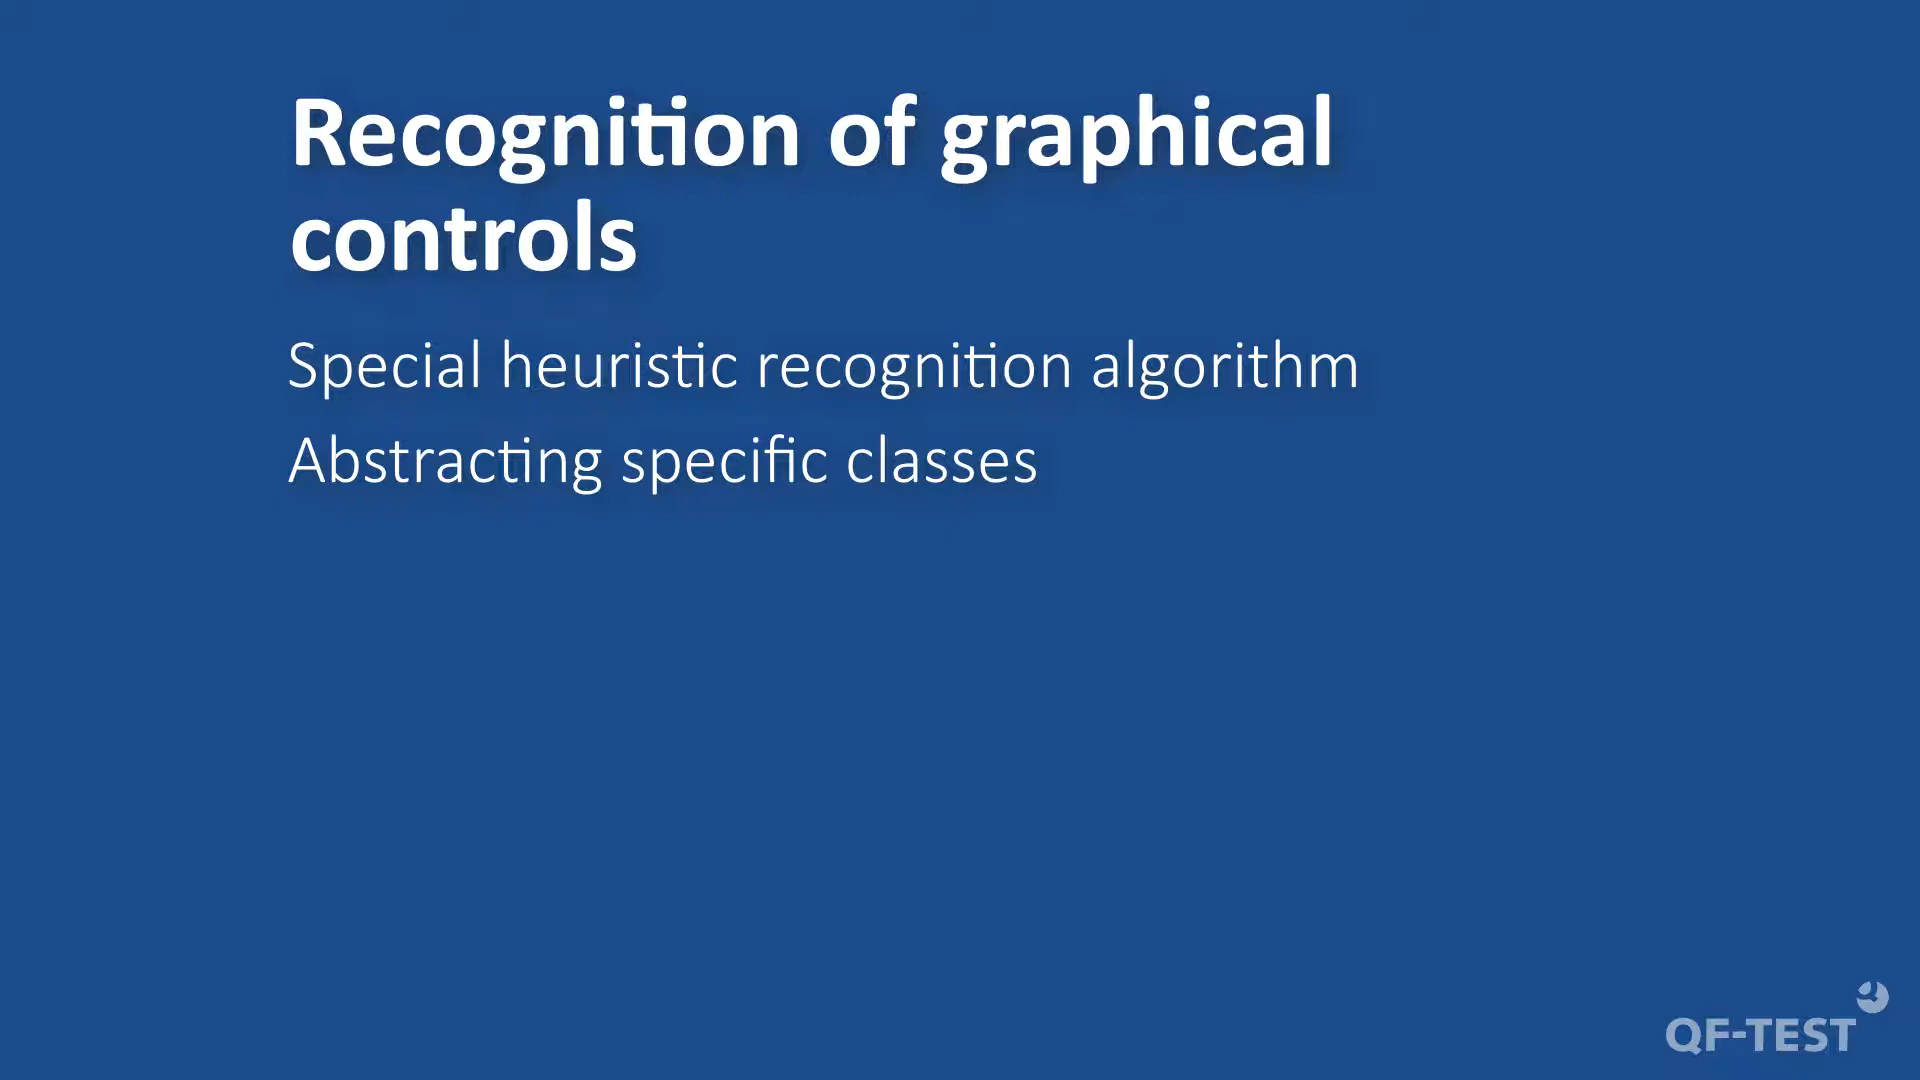 Recognition of graphical
controls
Special heuristic recognition algorithm
Abstracting specific classes
QF-TEST